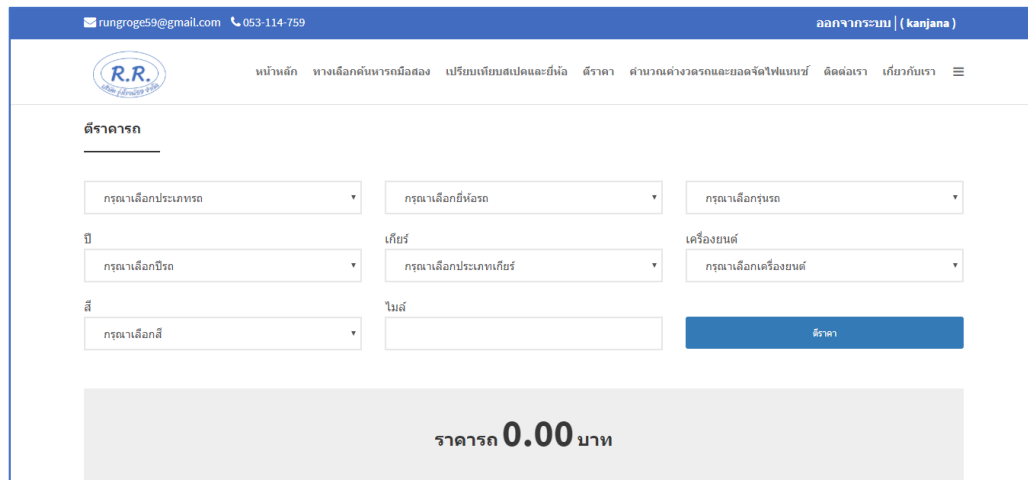 rungroge59@gmail.com 053-114-759 ออกจากระบบ | ( kanjana )
R.R.
หน้าหลัก ทางเลือกค้นหารถมือสอง เปรียบเทียบสเปคและยี่ห้อ ตีราคา คำนวณค่างวดรถและยอดจัดไฟแนนซ์ ติดต่อเรา เกี่ยวกับเรา
ตีราคารถ
กรุณาเลือกประเภทรถ กรุณาเลือกยี่ห้อรถ กรุณาเลือกรุ่นรถ
ปี เกียร์ เครื่องยนต์
กรุณาเลือกปีรถ กรุณาเลือกประเภทเกียร์ กรุณาเลือกเครื่องยนต์
สี ไมล์
กรุณาเลือกสี ตีราคา
ราคารถ 0.00 บาท